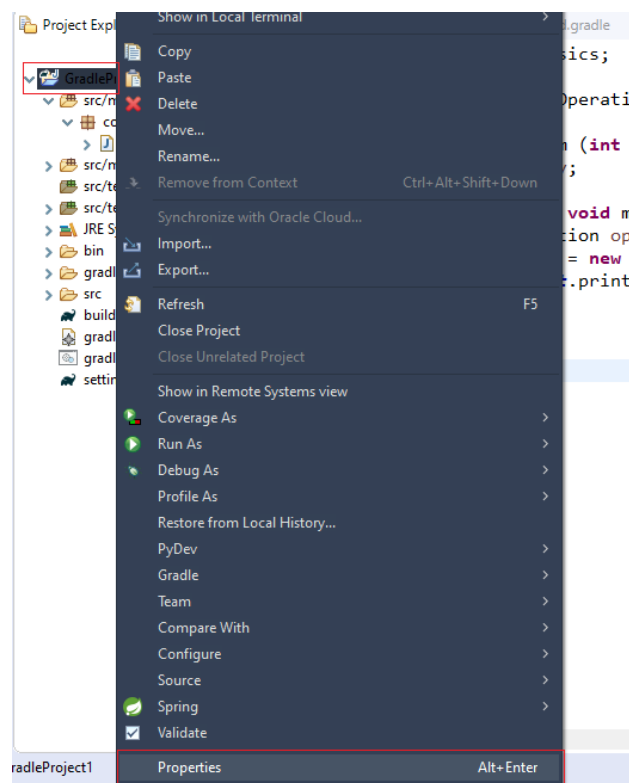 Project Expl
GradlePr
src/m
co
J
src/m
src/te
src/te
JRE S
bin
gradl
src
build
gradl
gradl
settin
radleProject1
Show in Local Terminal
Copy
Paste
Delete
Move...
Rename...
Remove from Context Ctrl+Alt+Shift+Down
Synchronize with Oracle Cloud...
Import...
Export...
Refresh F5
Close Project
Close Unrelated Project
Show in Remote Systems view
Coverage As
Run As
Debug As
Profile As
Restore from Local History...
PyDev
Gradle
Team
Compare With
Configure
Source
Spring
Validate
Properties Alt+Enter
d.gradle
sics;
Operati
(int
;
void m
tion op
= new
.print